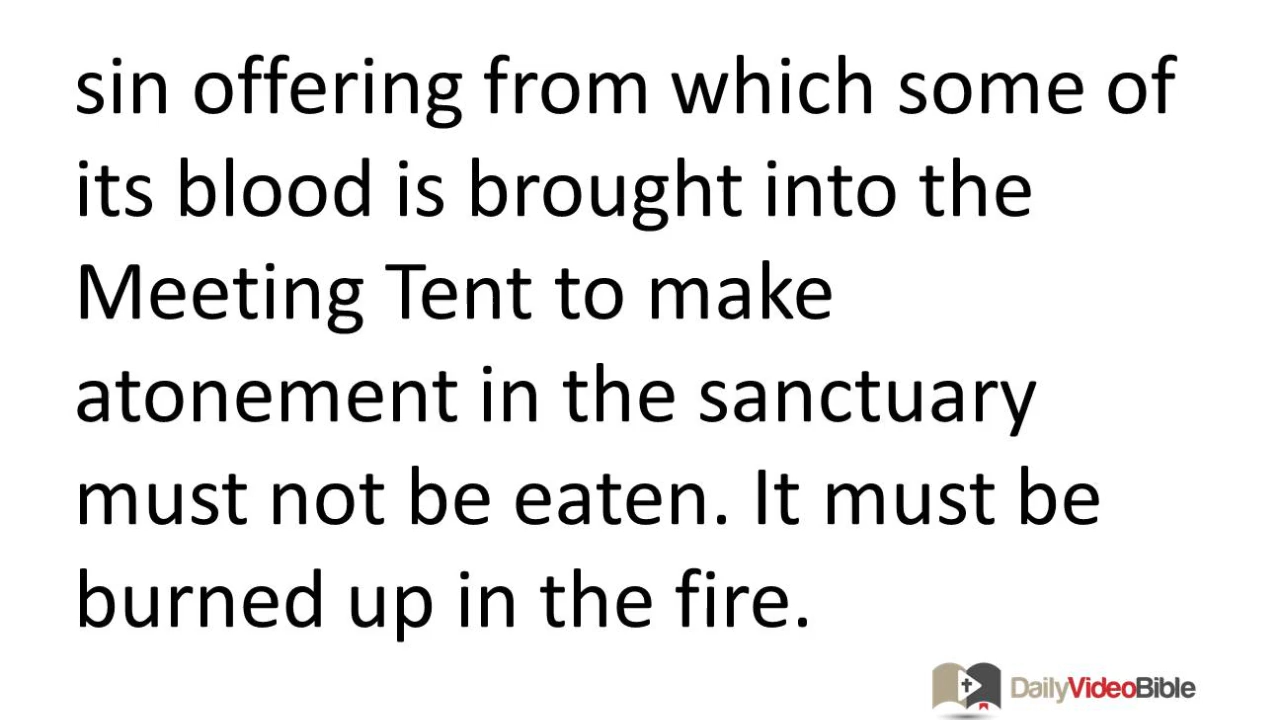 sin offering from which some of
its blood is brought into the
Meeting Tent to make
atonement in the sanctuary
must not be eaten. It must be
burned up in the fire.
DailyVideoBible